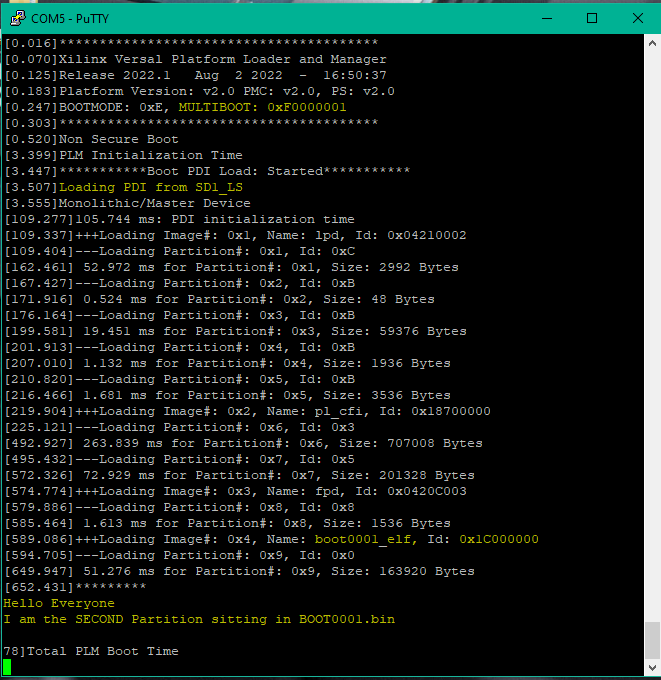 COM5 - PuTTY
[0.016]****************************************
[0.070]Xilinx Versal Platform Loader and Manager
[0.125]Release 2022.1   Aug  2 2022  -  16:50:37
[0.183]Platform Version: v2.0 PMC: v2.0, PS: v2.0
[0.247]BOOTMODE: 0xE, MULTIBOOT: 0xF0000001
[0.303]****************************************
[0.520]Non Secure Boot
[3.399]PLM Initialization Time
[3.447]***********Boot PDI Load: Started***********
[3.507]Loading PDI from SD1_LS
[3.555]Monolithic/Master Device
[109.277]105.744 ms: PDI initialization time
[109.337]+++Loading Image#: 0x1, Name: lpd, Id: 0x04210002
[109.404]---Loading Partition#: 0x1, Id: 0xC
[162.461] 52.972 ms for Partition#: 0x1, Size: 2992 Bytes
[167.427]---Loading Partition#: 0x2, Id: 0xB
[171.916] 0.524 ms for Partition#: 0x2, Size: 48 Bytes
[176.164]---Loading Partition#: 0x3, Id: 0xB
[199.581] 19.451 ms for Partition#: 0x3, Size: 59376 Bytes
[201.913]---Loading Partition#: 0x4, Id: 0xB
[207.010] 1.132 ms for Partition#: 0x4, Size: 1936 Bytes
[210.820]---Loading Partition#: 0x5, Id: 0xB
[216.466] 1.681 ms for Partition#: 0x5, Size: 3536 Bytes
[219.904]+++Loading Image#: 0x2, Name: pl_cfi, Id: 0x18700000
[225.121]---Loading Partition#: 0x6, Id: 0x3
[492.927] 263.839 ms for Partition#: 0x6, Size: 707008 Bytes
[495.432]---Loading Partition#: 0x7, Id: 0x5
[572.326] 72.929 ms for Partition#: 0x7, Size: 201328 Bytes
[574.774]+++Loading Image#: 0x3, Name: fpd, Id: 0x0420C003
[579.886]---Loading Partition#: 0x8, Id: 0x8
[585.464] 1.613 ms for Partition#: 0x8, Size: 1536 Bytes
[589.086]+++Loading Image#: 0x4, Name: boot0001_elf, Id: 0x1C000000
[594.705]---Loading Partition#: 0x9, Id: 0x0
[649.947] 51.276 ms for Partition#: 0x9, Size: 163920 Bytes
[652.431]*********
Hello Everyone
I am the SECOND Partition sitting in BOOT0001.bin
78]Total PLM Boot Time